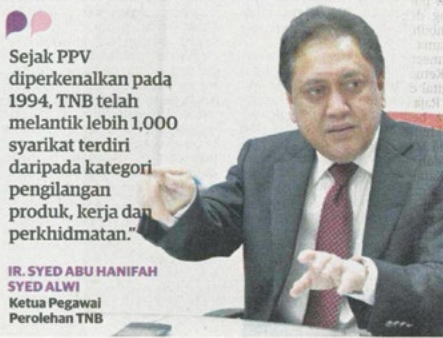 Sejak PPV
diperkenalkan pada
1994, TNB telah
melantik lebih 1,000
syarikat terdiri
daripada kategori
pengilangan
produk, kerja dan
perkhidmatan.”
IR. SYED ABU HANIFAH
SYED ALWI
Ketua Pegawai
Perolehan TNB